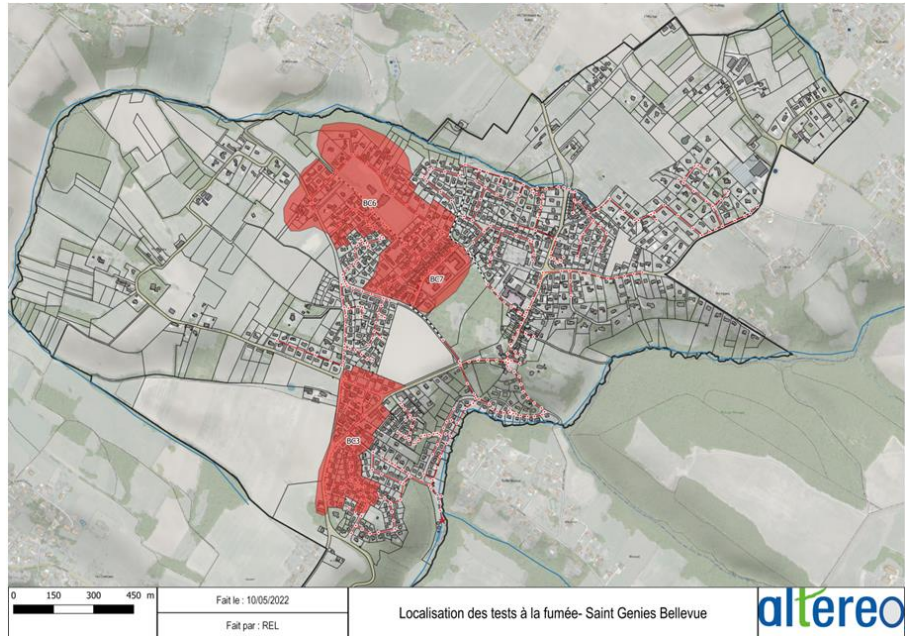 BC6
BC7
BC3
0 150 300 450 m
Fait le : 10/05/2022
Fait par : REL
Localisation des tests à la fumée- Saint Genies Bellevue
altereo